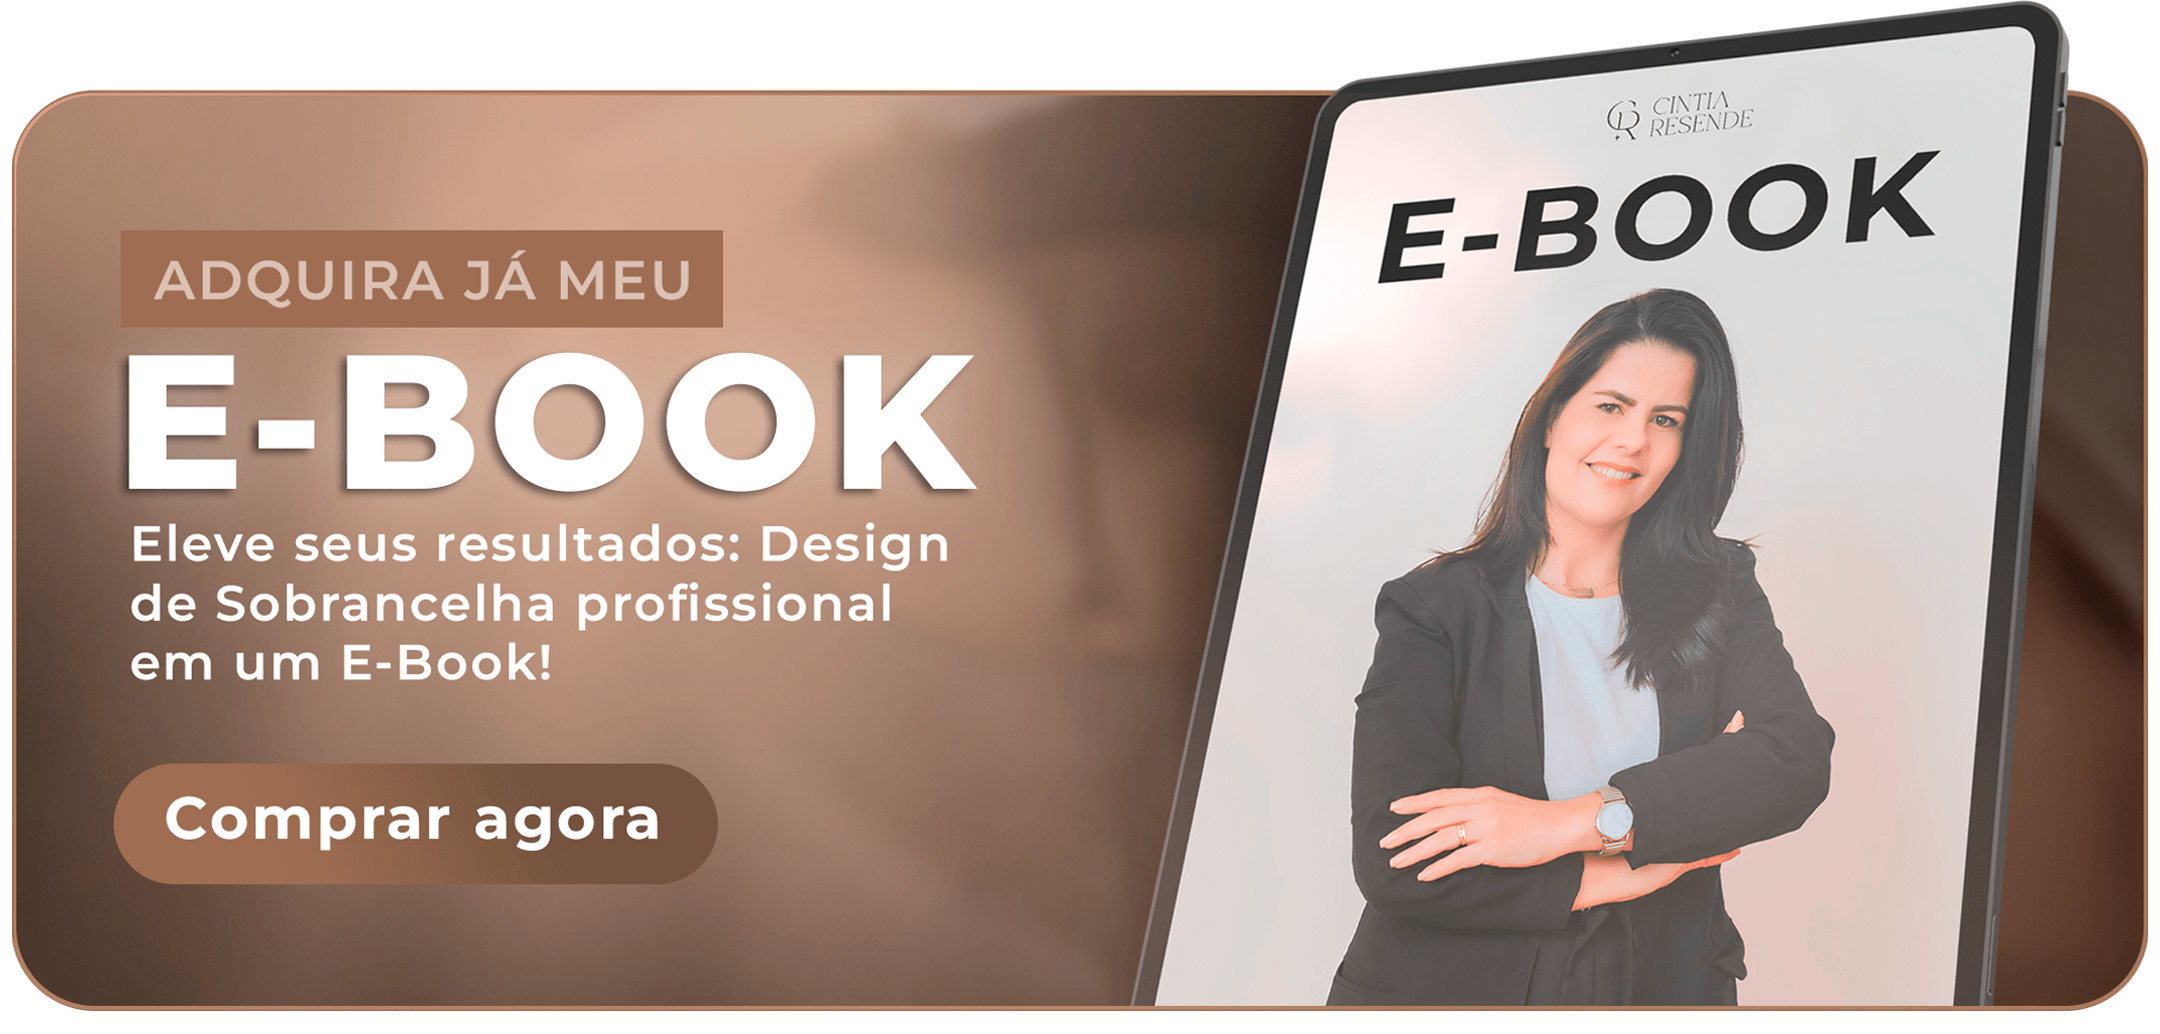 ADQUIRA JÁ MEU
E-BOOK
Eleve seus resultados: Design
de Sobrancelha profissional
em um E-Book!
Comprar agora
CR
CINTIA
RESENDE
E-BOOK